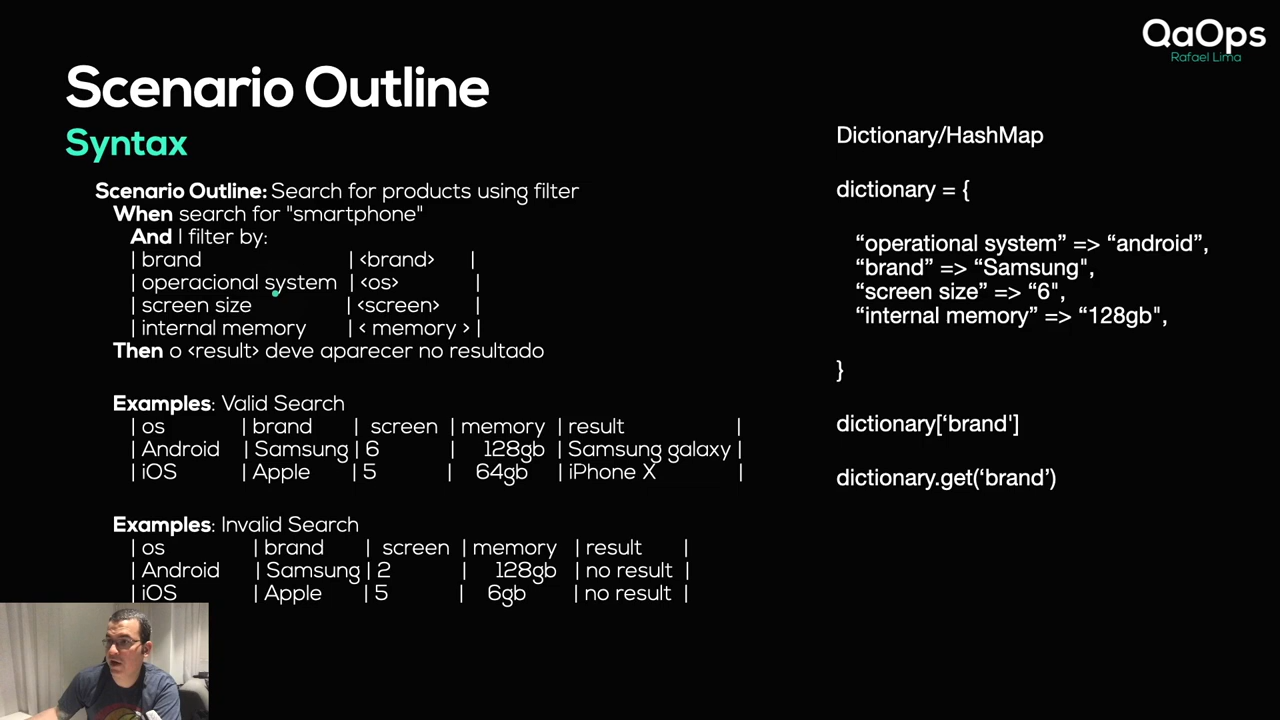 QaOps
Rafael Lima
Scenario Outline
Syntax
Scenario Outline: Search for products using filter
When search for "smartphone"
And I filter by:
| brand | <brand> |
| operacional system | <os> |
| screen size | <screen> |
| internal memory | < memory > |
Then o <result> deve aparecer no resultado
Examples: Valid Search
| os | brand | screen | memory | result |
| Android | Samsung | 6 | 128gb | Samsung galaxy |
| iOS | Apple | 5 | 64gb | iPhone X |
Examples: Invalid Search
| os | brand | screen | memory | result |
| Android | Samsung | 2 | 128gb | no result |
| iOS | Apple | 5 | 6gb | no result |
Dictionary/HashMap
dictionary = {
“operational system” => “android”,
“brand” => “Samsung",
“screen size” => “6",
“internal memory” => “128gb",
}
dictionary[‘brand']
dictionary.get(‘brand’)